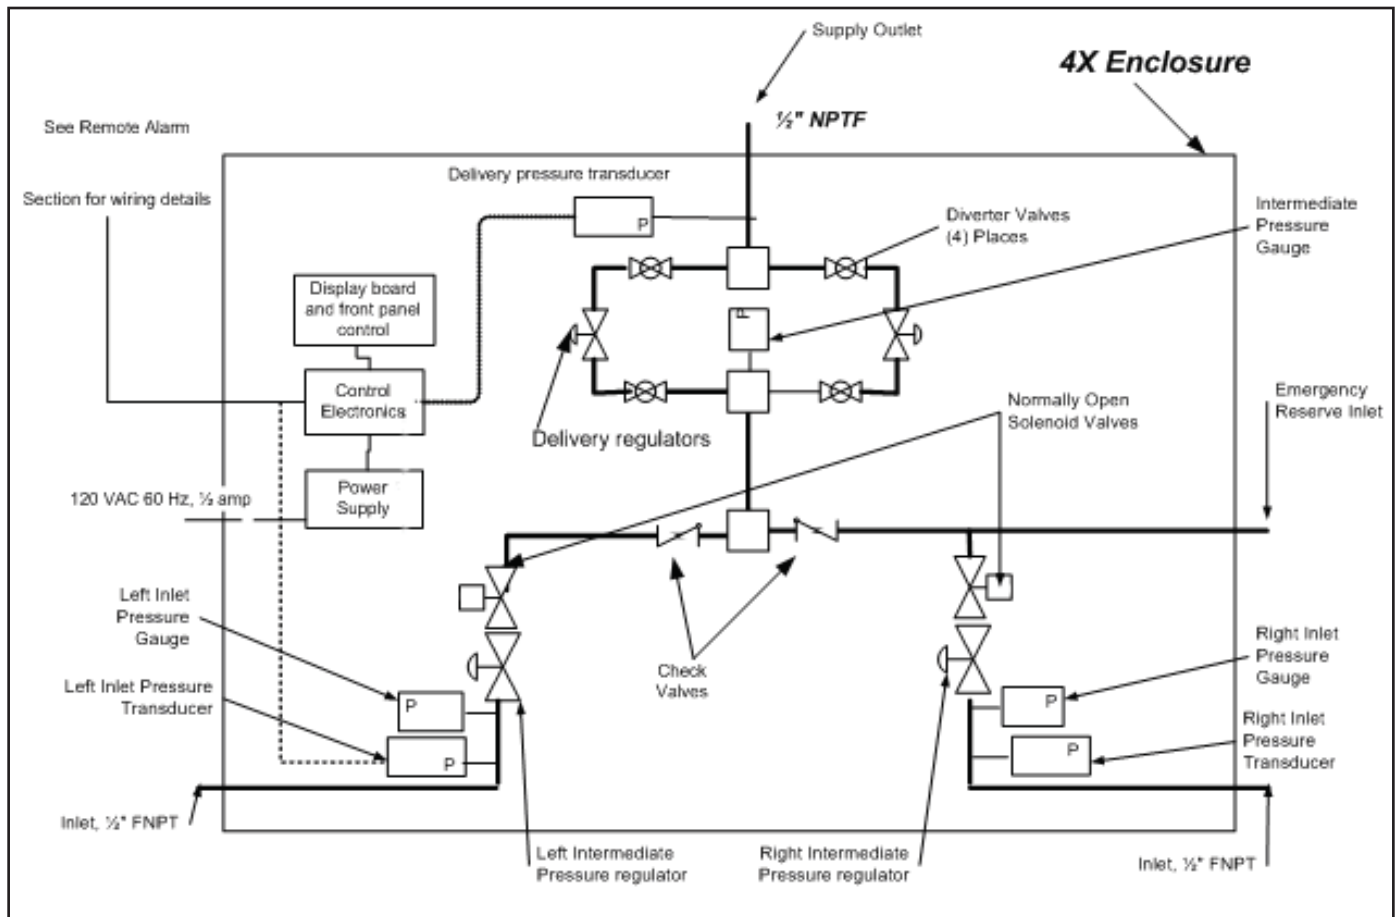 Supply Outlet
4X Enclosure
½" NPTF
See Remote Alarm
Section for wiring details
Delivery pressure transducer
P
Diverter Valves
(4) Places
Intermediate
Pressure
Gauge
Display board
and front panel
control
P
Control
Electronics
Delivery regulators
Normally Open
Solenoid Valves
Emergency
Reserve Inlet
Power
Supply
120 VAC 60 Hz, ½ amp
Left Inlet
Pressure
Gauge
Check
Valves
Right Inlet
Pressure
Gauge
Left Inlet Pressure
Transducer
P
P
P
P
Right Inlet
Pressure
Transducer
Inlet, ½" FNPT
Left Intermediate
Pressure regulator
Right Intermediate
Pressure regulator
Inlet, ½" FNPT